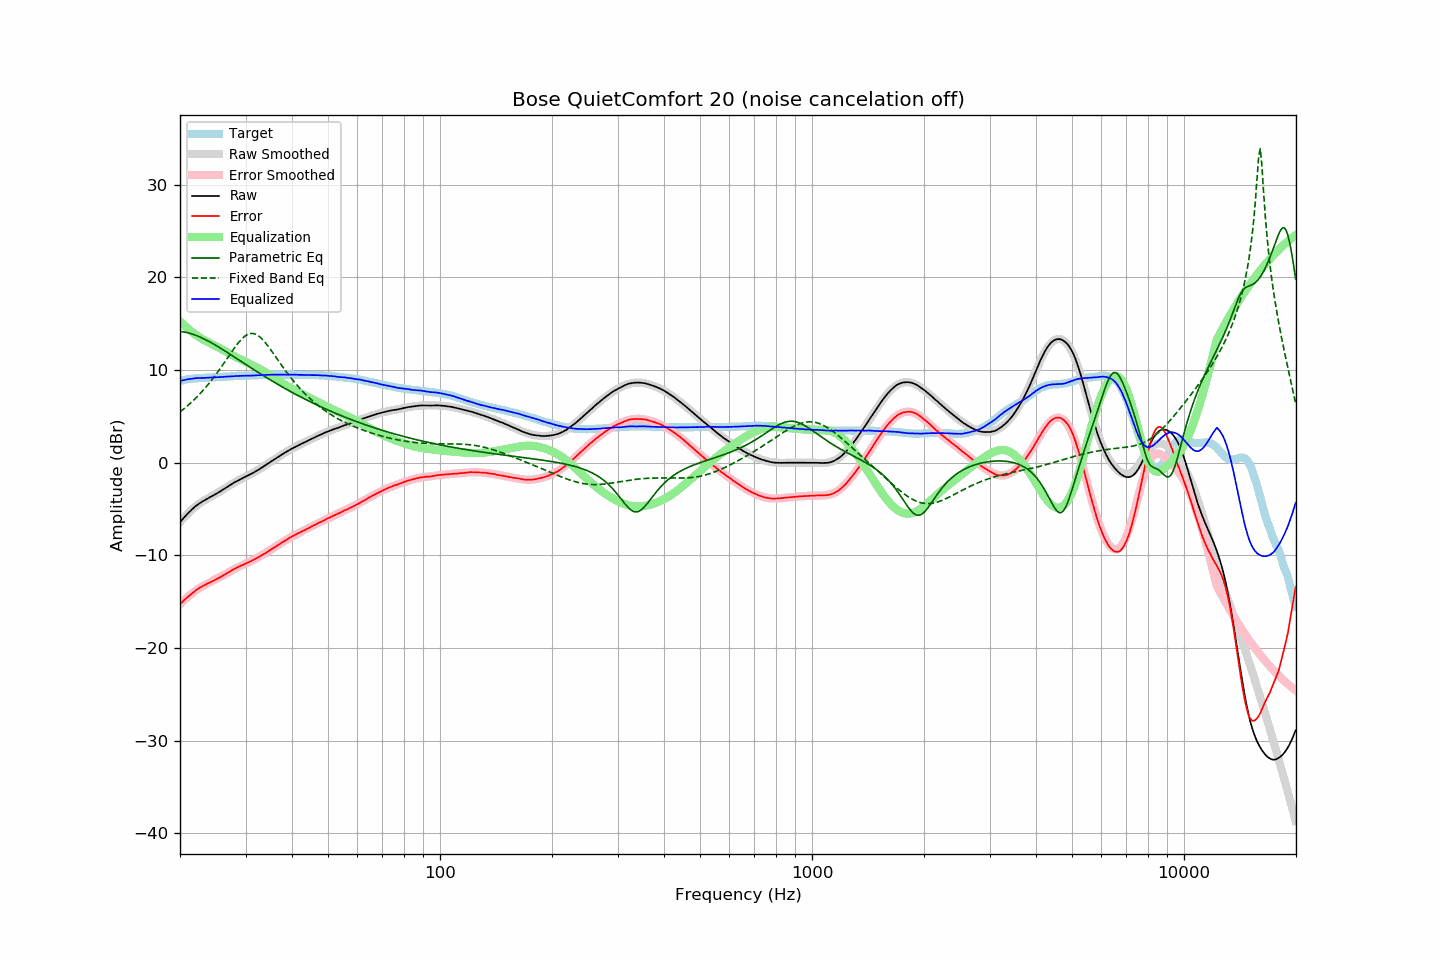 Bose QuietComfort 20 (noise cancelation off)
Target
Raw Smoothed
Error Smoothed
Raw
Error
Equalization
Parametric Eq
Fixed Band Eq
Equalized
30
20
10
0
−10
−20
−30
−40
Amplitude (dBr)
100
1000
10000
Frequency (Hz)